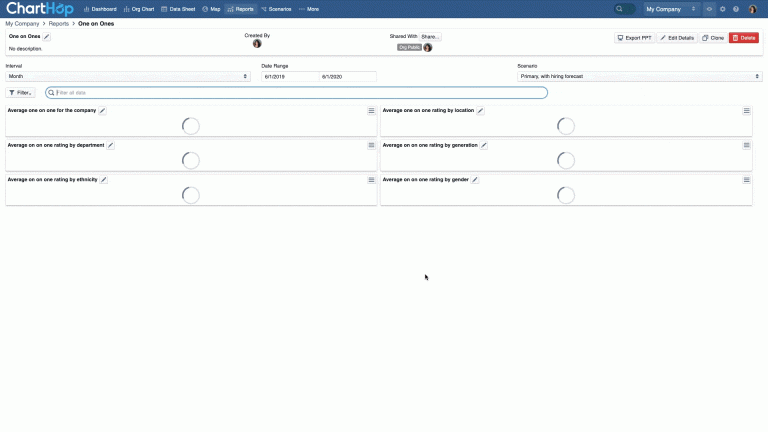 ChartHop Dashboard Org Chart Data Sheet Map Reports Scenarios ··· More My Company
My Company > Reports > One on Ones
One on Ones
No description.
Created By
Shared With Share...
Org Public
Export PPT Edit Details Clone Delete
Interval
Month
Date Range
6/1/2019 6/1/2020
Scenario
Primary, with hiring forecast
Filter... Filter all data
Average one on one for the company
Average on one on one rating by location
Average on on one rating by department
Average on on one rating by generation
Average on on one rating by ethnicity
Average on on one rating by gender